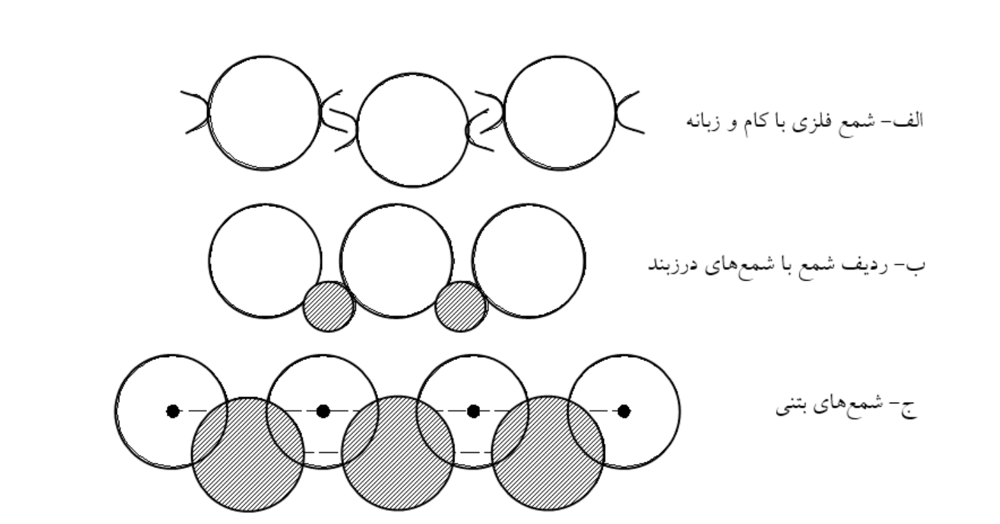 الف- شمع فلزی با کام و زبانه
ب- ردیف شمع با شمع‌های درزبند
ج- شمع‌های بتنی